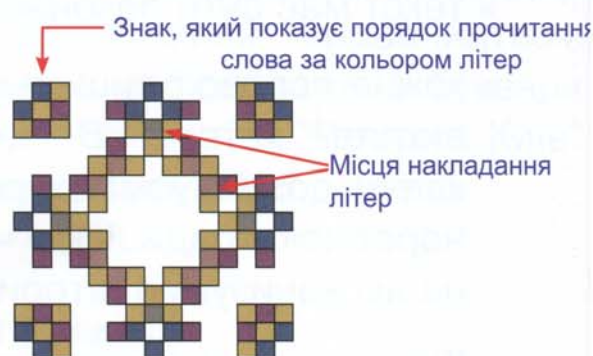 Знак, який показує порядок прочитання
слова за кольором літер
Місця накладання
літер